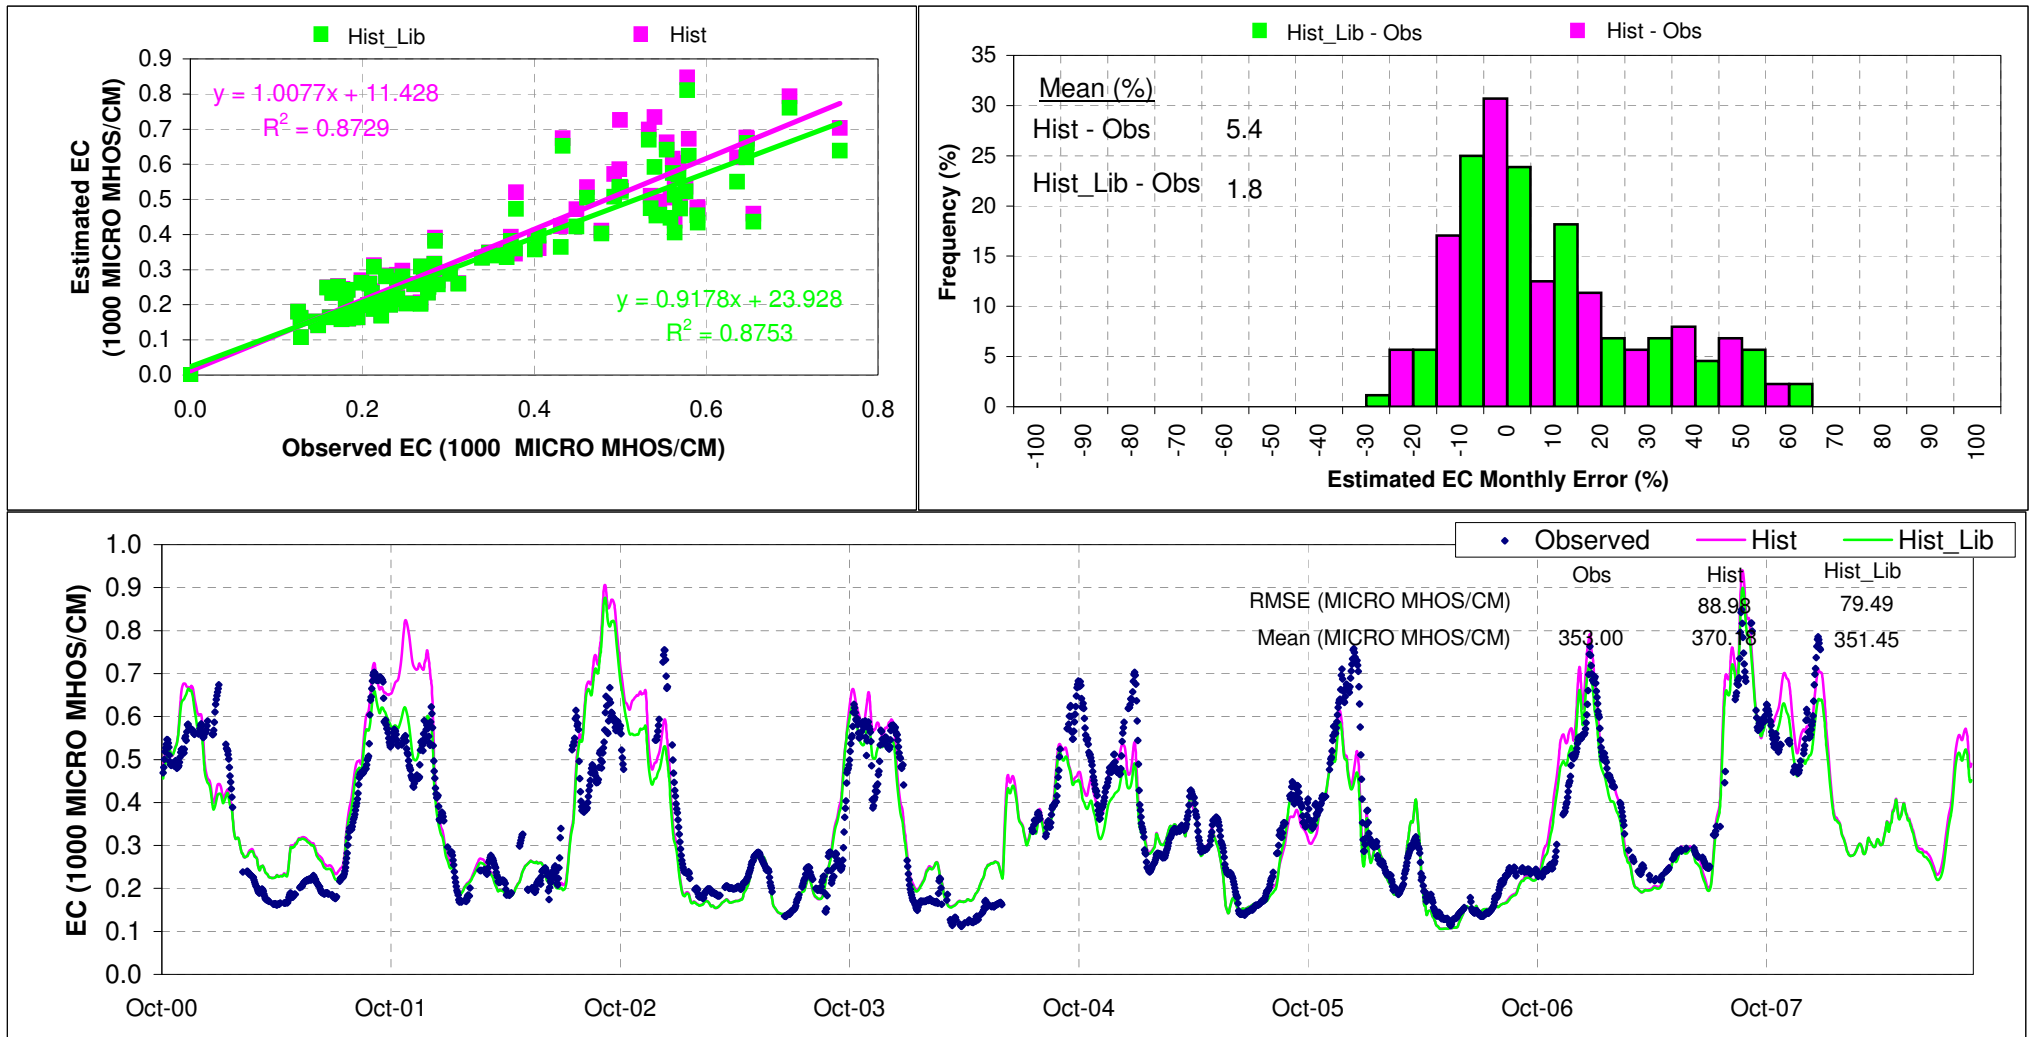 Hist_Lib Hist
Estimated EC
(1000 MICRO MHOS/CM)
0.9
0.8
0.7
0.6
0.5
0.4
0.3
0.2
0.1
0.0
y = 1.0077x + 11.428
R² = 0.8729
y = 0.9178x + 23.928
R² = 0.8753
0.0 0.2 0.4 0.6 0.8
Observed EC (1000 MICRO MHOS/CM)
Hist_Lib - Obs Hist - Obs
Frequency (%)
35
30
25
20
15
10
5
0
Mean (%)
Hist - Obs 5.4
Hist_Lib - Obs 1.8
-100 -90 -80 -70 -60 -50 -40 -30 -20 -10 0 10 20 30 40 50 60 70 80 90 100
Estimated EC Monthly Error (%)
EC (1000 MICRO MHOS/CM)
1.0
0.9
0.8
0.7
0.6
0.5
0.4
0.3
0.2
0.1
0.0
Observed Hist Hist_Lib
Obs Hist Hist_Lib
RMSE (MICRO MHOS/CM) 88.98 79.49
Mean (MICRO MHOS/CM) 353.00 370.18 351.45
Oct-00 Oct-01 Oct-02 Oct-03 Oct-04 Oct-05 Oct-06 Oct-07